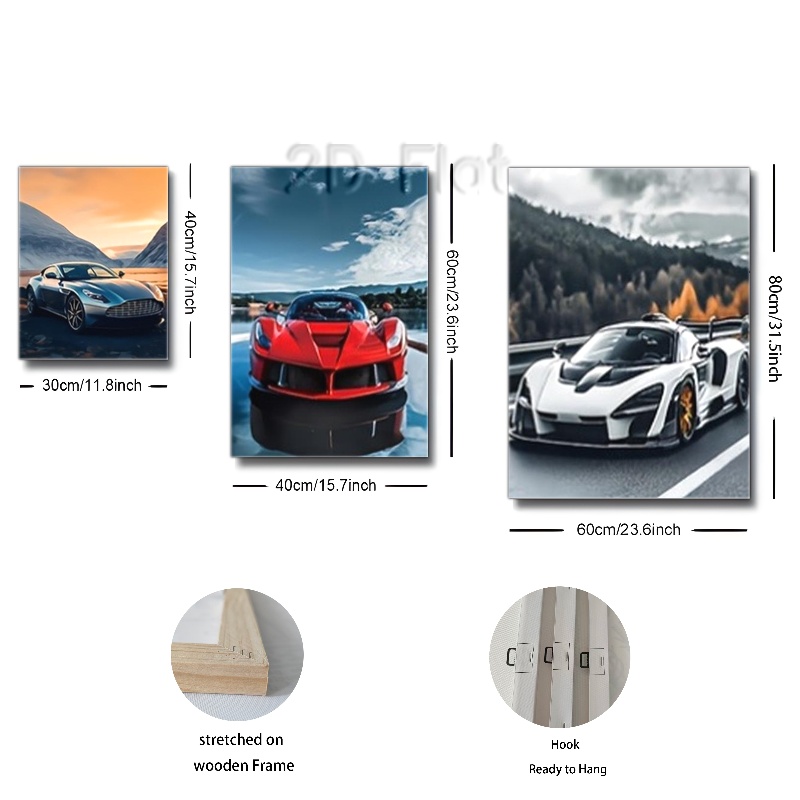 2D Flat
40cm/15.7inch
30cm/11.8inch
60cm/23.6inch
40cm/15.7inch
80cm/31.5inch
60cm/23.6inch
stretched on
wooden Frame
Hook
Ready to Hang